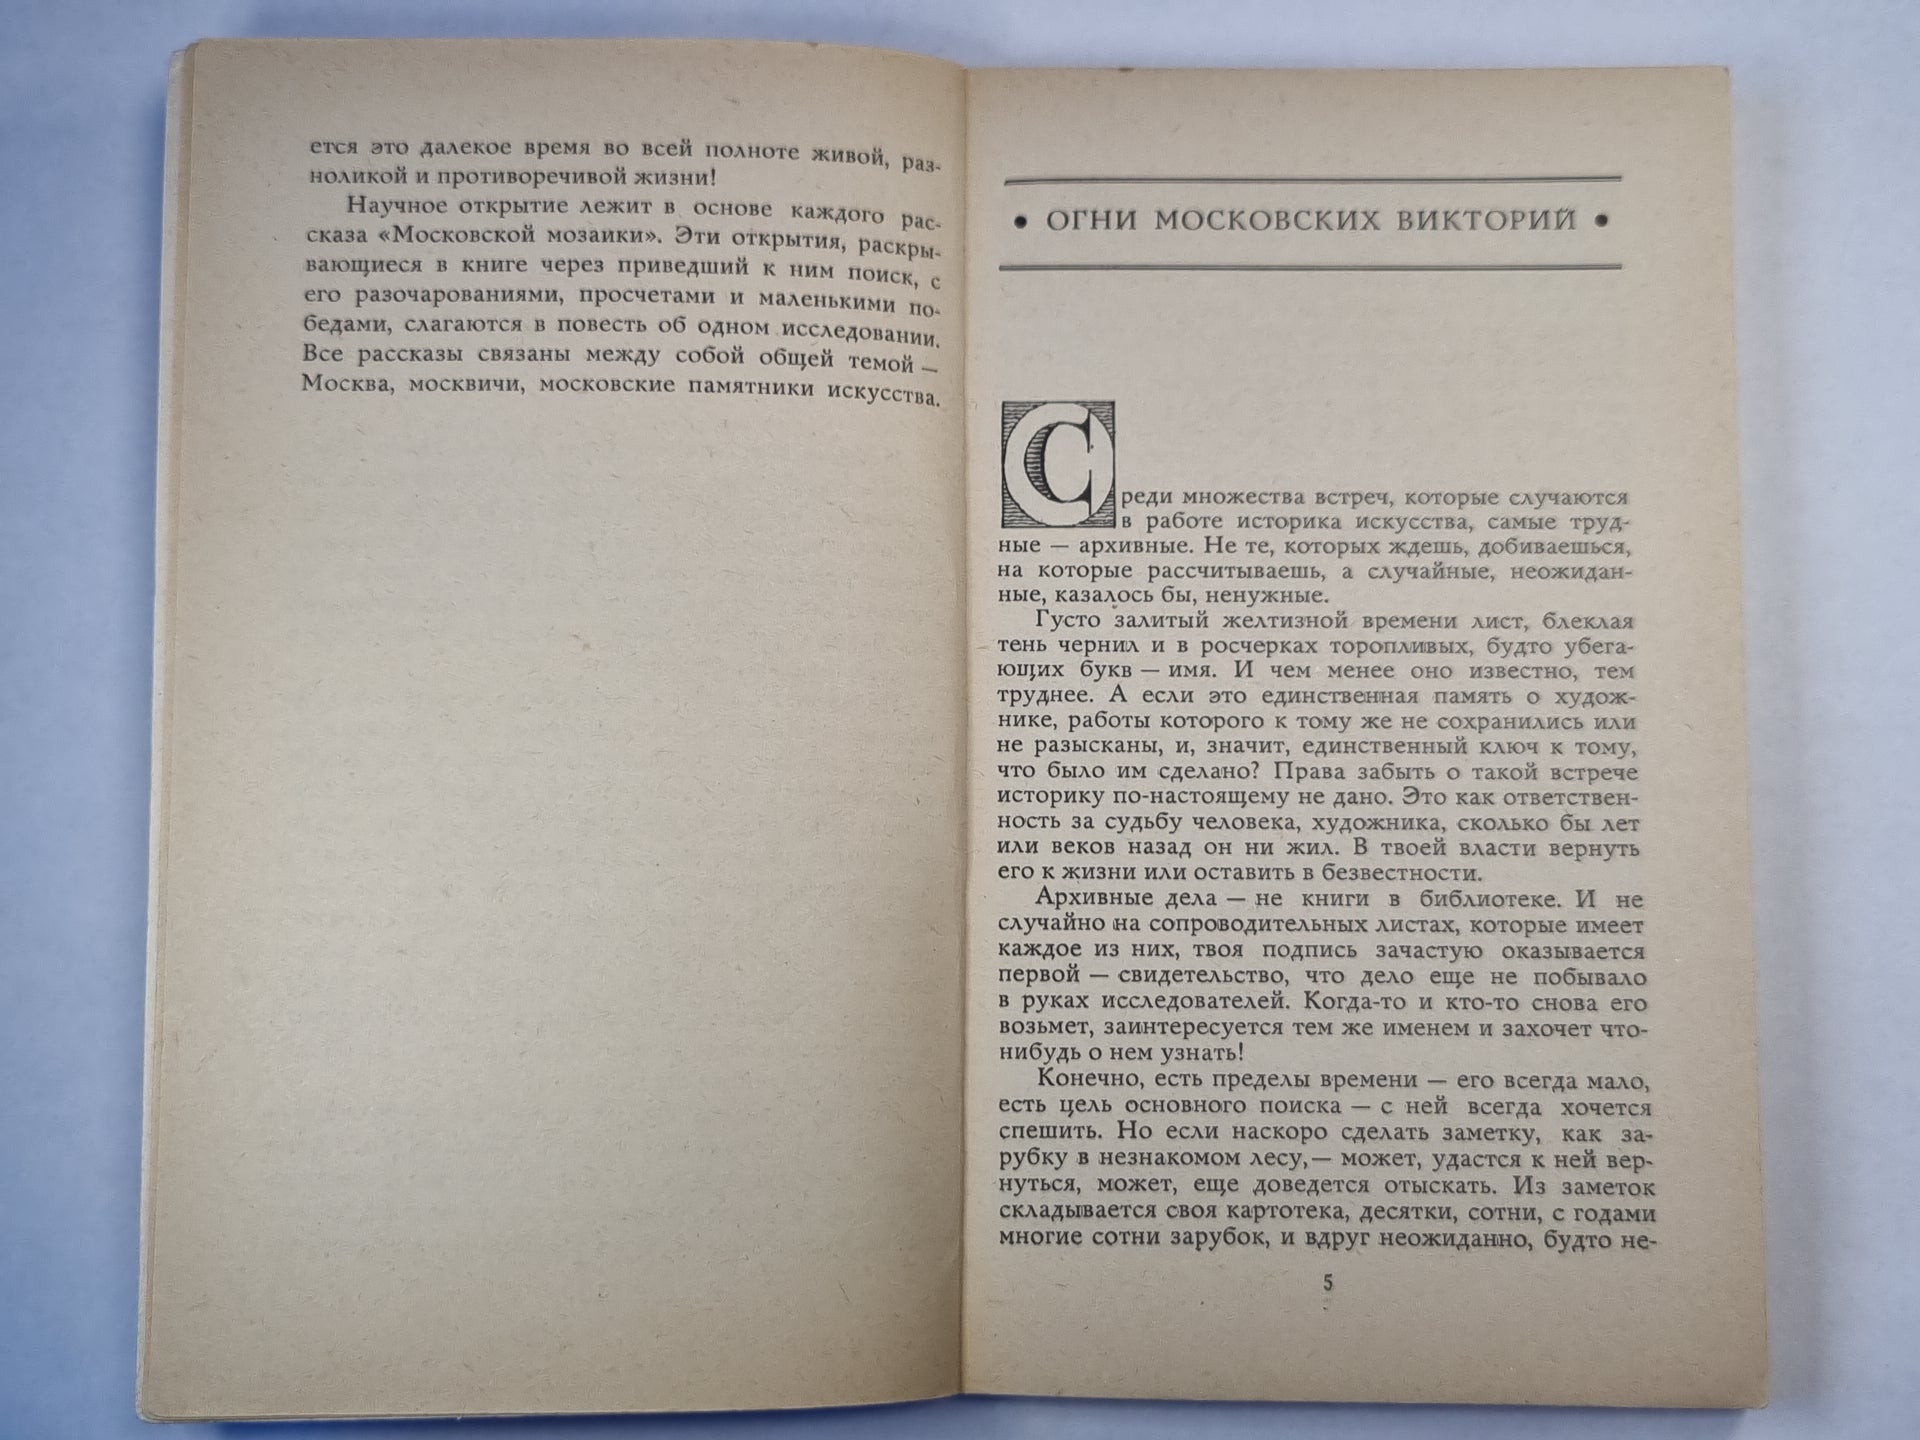 ется это далекое время во всей полноте живой, раз-
ноликой и противоречивой жизни!
Научное открытие лежит в основе каждого рас-
сказа «Московской мозаики». Эти открытия, раскры-
вающиеся в книге через приведший к ним поиск, с
его разочарованиями, просчетами и маленькими по-
бедами, слагаются в повесть об одном исследовании.
Все рассказы связаны между собой общей темой —
Москва, москвичи, московские памятники искусства.
• ОГНИ МОСКОВСКИХ ВИКТОРИЙ •
Среди множества встреч, которые случаются
в работе историка искусства, самые труд-
ные — архивные. Не те, которых ждешь, добиваешься,
на которые рассчитываешь, а случайные, неожидан-
ные, казалось бы, ненужные.
Густо залитый желтизной времени лист, блеклая
тень чернил и в росчерках торопливых, будто убега-
ющих букв — имя. И чем менее оно известно, тем
труднее. А если это единственная память о худож-
нике, работы которого к тому же не сохранились или
не разысканы, и, значит, единственный ключ к тому,
что было им сделано? Права забыть о такой встрече
историку по-настоящему не дано. Это как ответствен-
ность за судьбу человека, художника, сколько бы лет
или веков назад он ни жил. В твоей власти вернуть
его к жизни или оставить в безвестности.
Архивные дела — не книги в библиотеке. И не
случайно на сопроводительных листах, которые имеет
каждое из них, твоя подпись зачастую оказывается
первой — свидетельство, что дело еще не побывало
в руках исследователей. Когда-то и кто-то снова его
возьмет, заинтересуется тем же именем и захочет что-
нибудь о нем узнать!
Конечно, есть пределы времени — его всегда мало,
есть цель основного поиска — с ней всегда хочется
спешить. Но если наскоро сделать заметку, как за-
рубку в незнакомом лесу,— может, удастся к ней вер-
нуться, может, еще доведется отыскать. Из заметок
складывается своя картотека, десятки, сотни, с годами
многие сотни зарубок, и вдруг неожиданно, будто не-
5